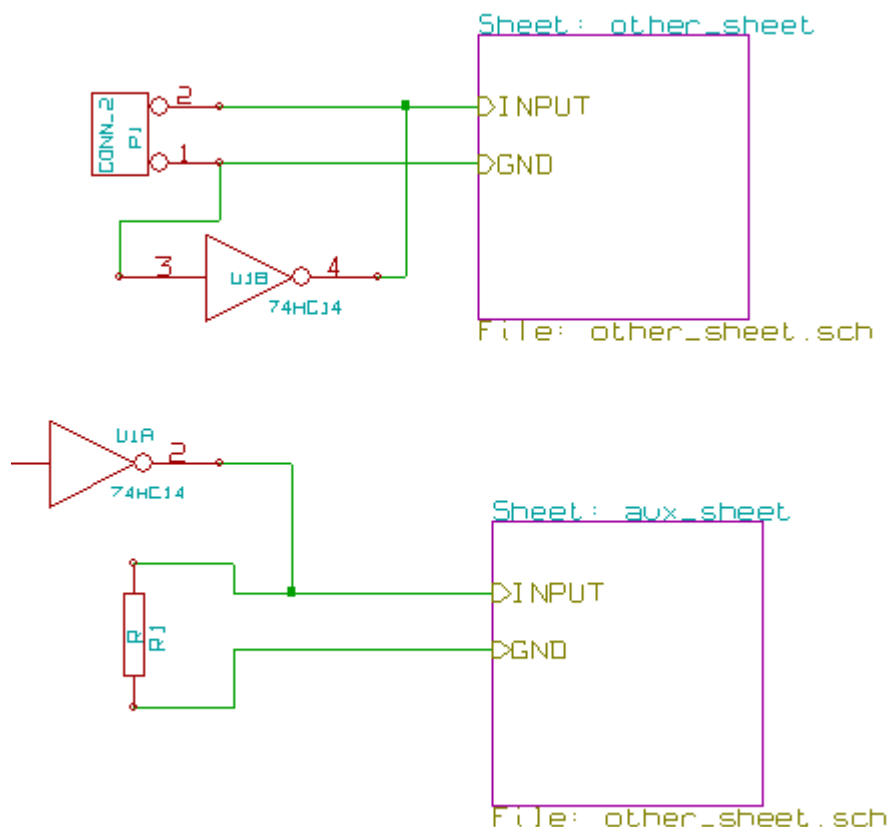 Sheet: other_sheet
CONN_2
P1
2
1
INPUT
GND
3
U1B
4
74HC14
File: other_sheet.sch
U1A
2
74HC14
Sheet: aux_sheet
R
R1
INPUT
GND
File: other_sheet.sch